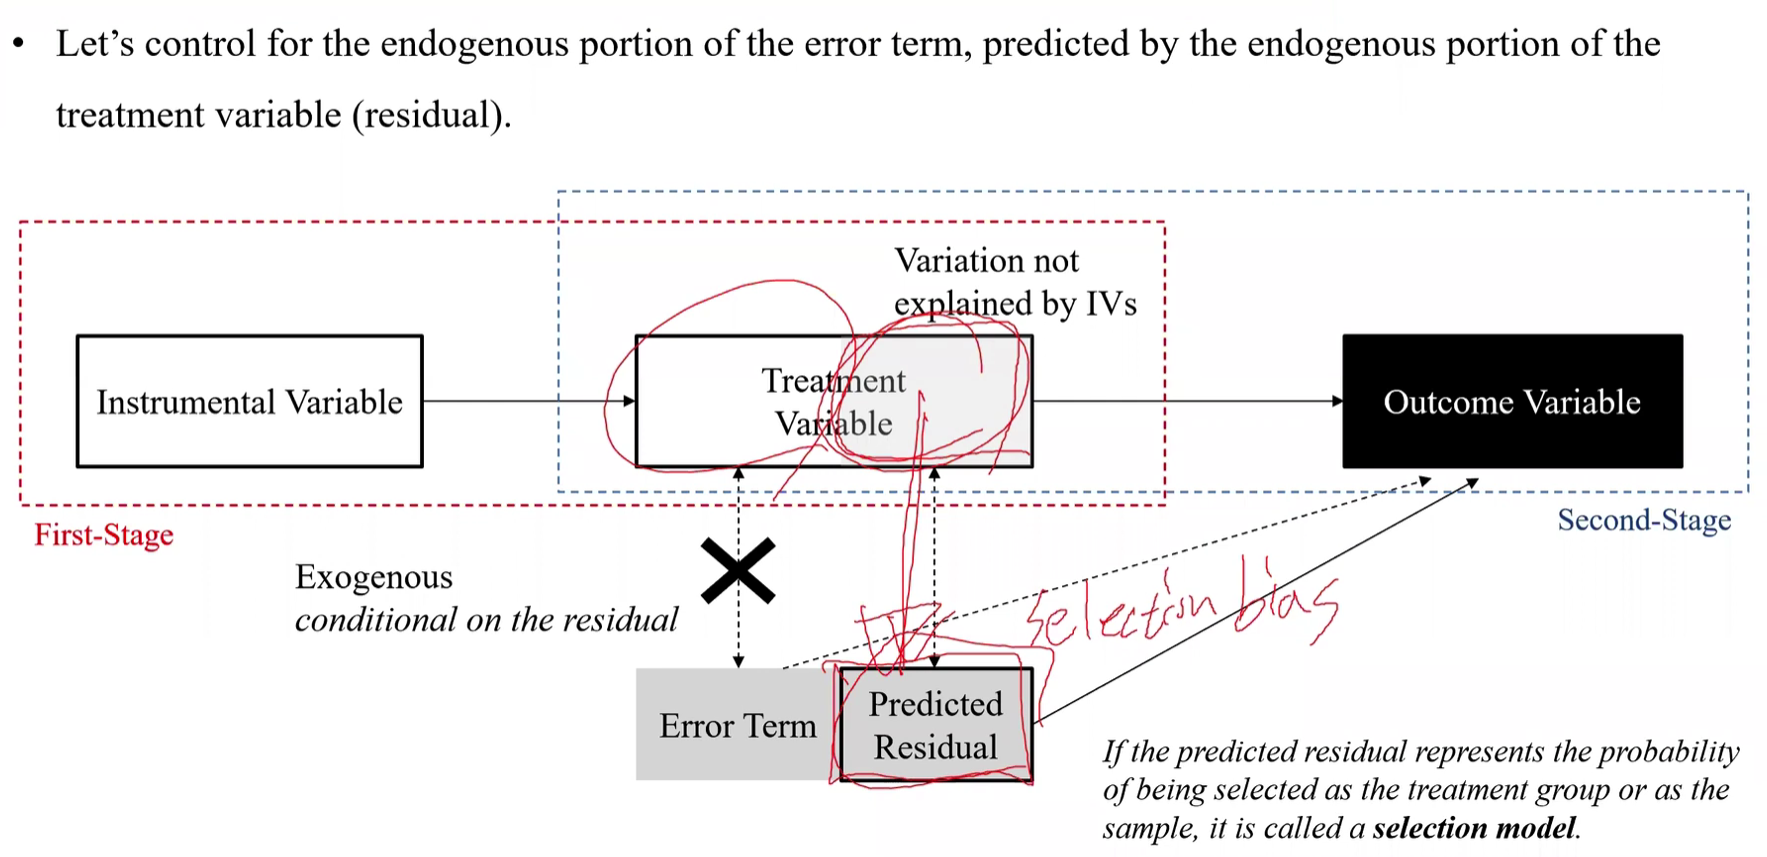 • Let's control for the endogenous portion of the error term, predicted by the endogenous portion of the
treatment variable (residual).
Variation not
explained by IVs
Instrumental Variable
Treatment
Variable
Outcome Variable
First-Stage
Second-Stage
Exogenous
conditional on the residual
Selection bias
Error Term
Predicted
Residual
If the predicted residual represents the probability
of being selected as the treatment group or as the
sample, it is called a selection model.